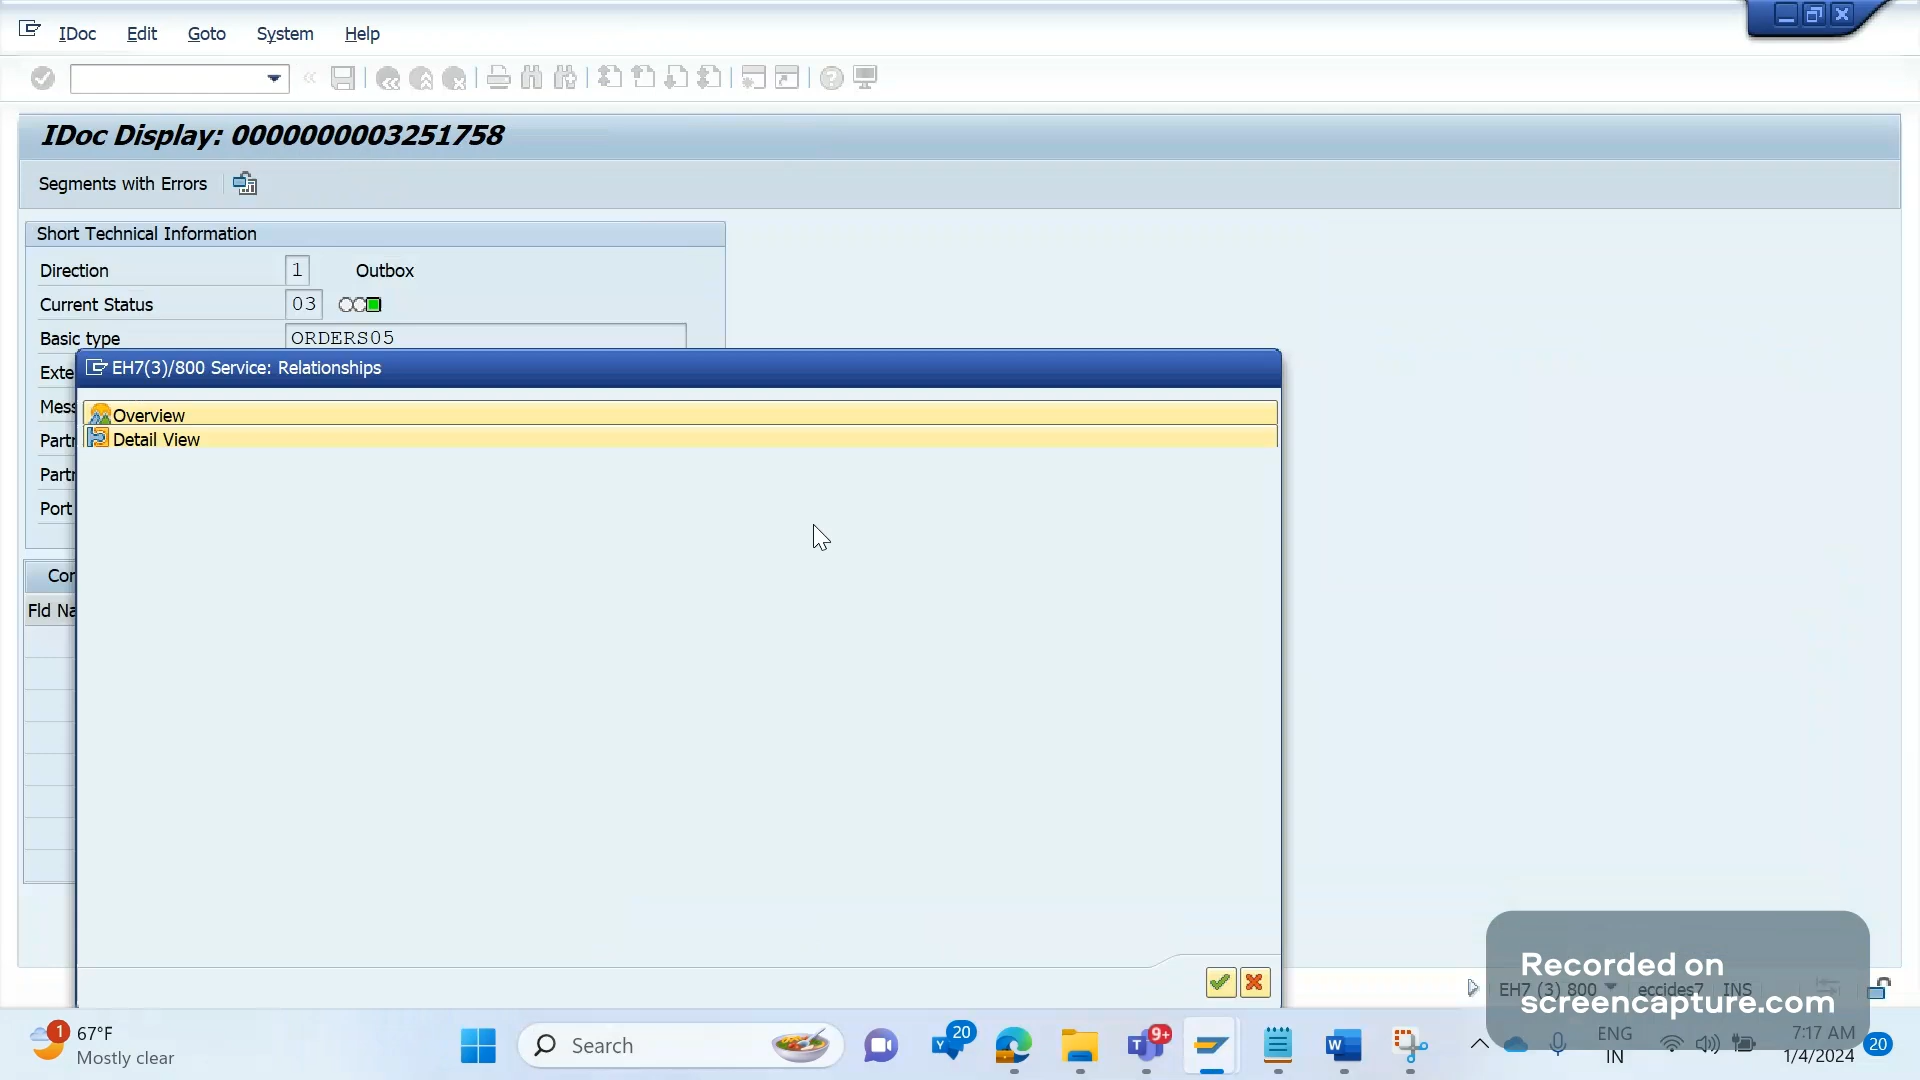 IDoc Edit Goto System Help
IDoc Display: 0000000003251758
Segments with Errors
Short Technical Information
Direction 1 Outbox
Current Status 03
Basic type ORDERS05
Exte
Mess
Partn
Partn
Port
EH7(3)/800 Service: Relationships
Overview
Detail View
Con
Fld Na
EH7 (3) 800 eccides7 INS
Recorded on
screencapture.com
1
67°F
Mostly clear
Search
20
9+
ENG
IN
7:17 AM
1/4/2024
20